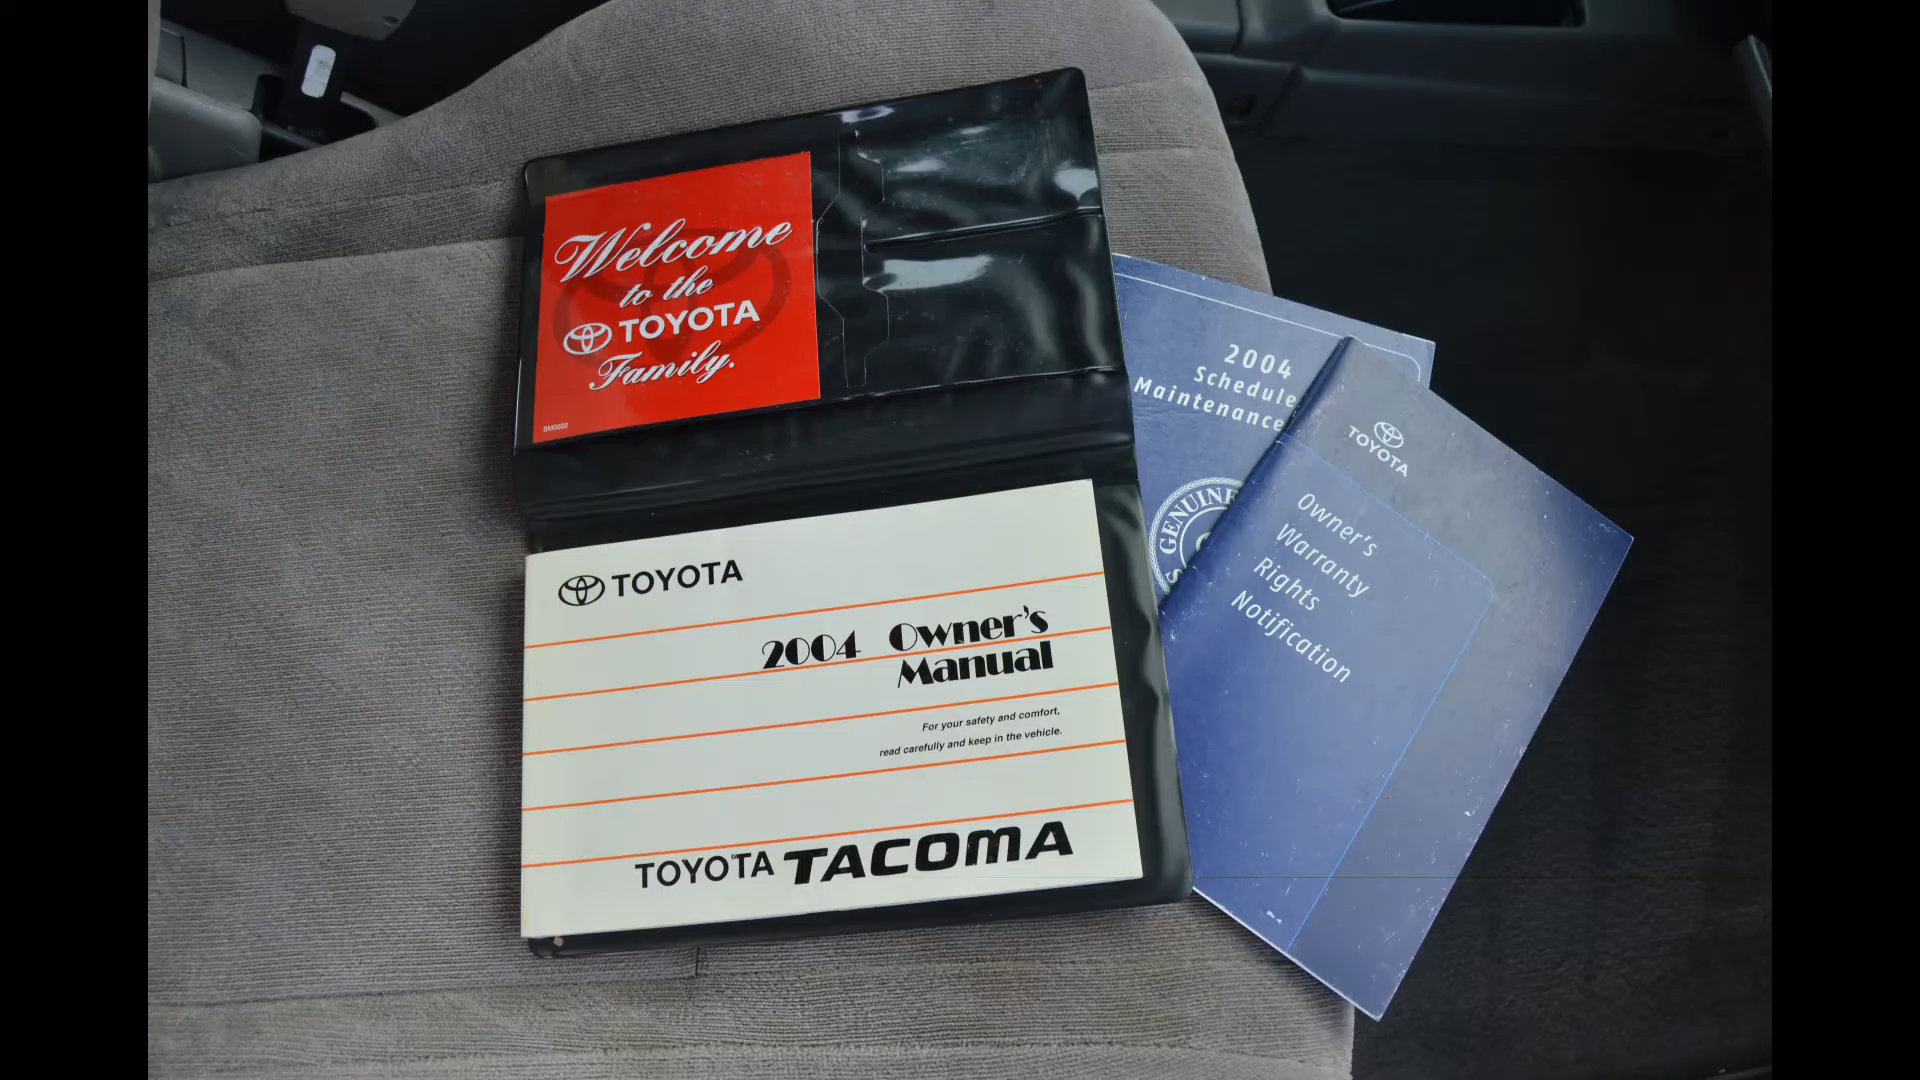 Welcome
to the
TOYOTA
Family.
SM0002
TOYOTA
2004 Owner's
Manual
For your safety and comfort,
read carefully and keep in the vehicle.
TOYOTA TACOMA
2004
Schedule
Maintenance
GENUINE
TOYOTA
Owner's
Warranty
Rights
Notification